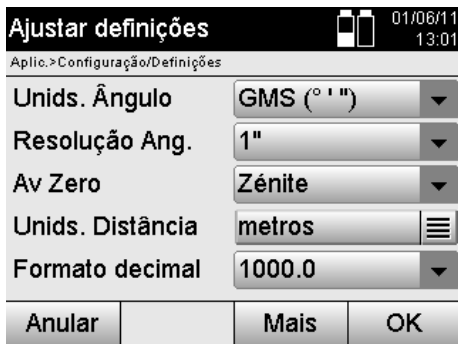 Ajustar definições
01/06/11
13:01
Aplic.>Configuração/Definições
Unids. Ângulo GMS (° ' ")
Resolução Ang. 1"
Av Zero Zénite
Unids. Distância metros
Formato decimal 1000.0
Anular Mais OK